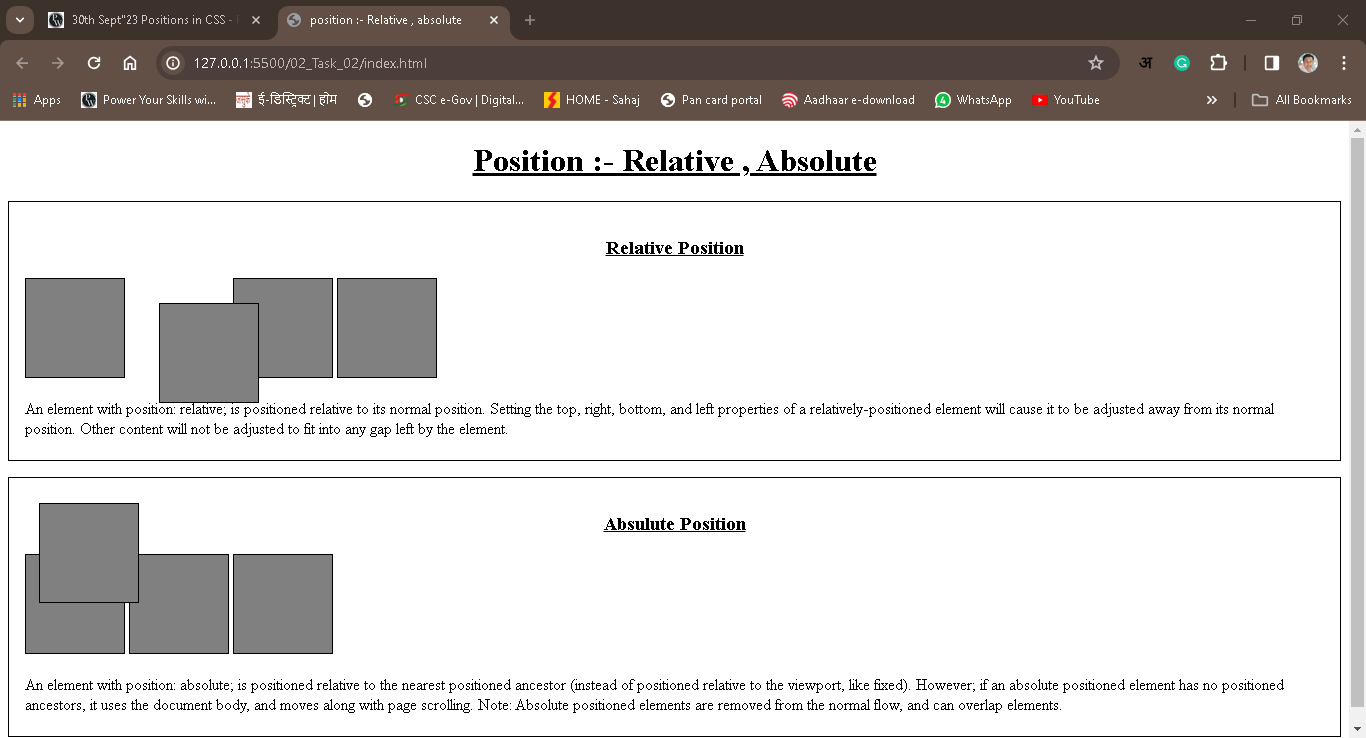 30th Sept"23 Positions in CSS -
position :- Relative , absolute
127.0.0.1:5500/02_Task_02/index.html
अ
Apps
Power Your Skills wi...
ई-डिस्ट्रिक्ट | होम
CSC e-Gov | Digital...
HOME - Sahaj
Pan card portal
Aadhaar e-download
4
WhatsApp
YouTube
All Bookmarks
Position :- Relative , Absolute
Relative Position
An element with position: relative; is positioned relative to its normal position. Setting the top, right, bottom, and left properties of a relatively-positioned element will cause it to be adjusted away from its normal
position. Other content will not be adjusted to fit into any gap left by the element.
Absulute Position
An element with position: absolute; is positioned relative to the nearest positioned ancestor (instead of positioned relative to the viewport, like fixed). However; if an absolute positioned element has no positioned
ancestors, it uses the document body, and moves along with page scrolling. Note: Absolute positioned elements are removed from the normal flow, and can overlap elements.